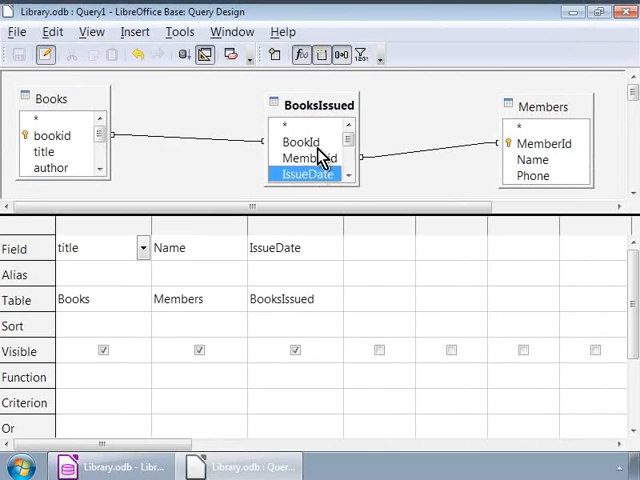 Library.odb : Query1 - LibreOffice Base: Query Design
File Edit View Insert Tools Window Help
Books
*
bookid
title
author
BooksIssued
*
BookId
IssueDate
Members
*
MemberId
Name
Phone
Field title Name IssueDate
Alias
Table Books Members BooksIssued
Sort
Visible
Function
Criterion
Or
Library.odb - Libr... Library.odb : Query...